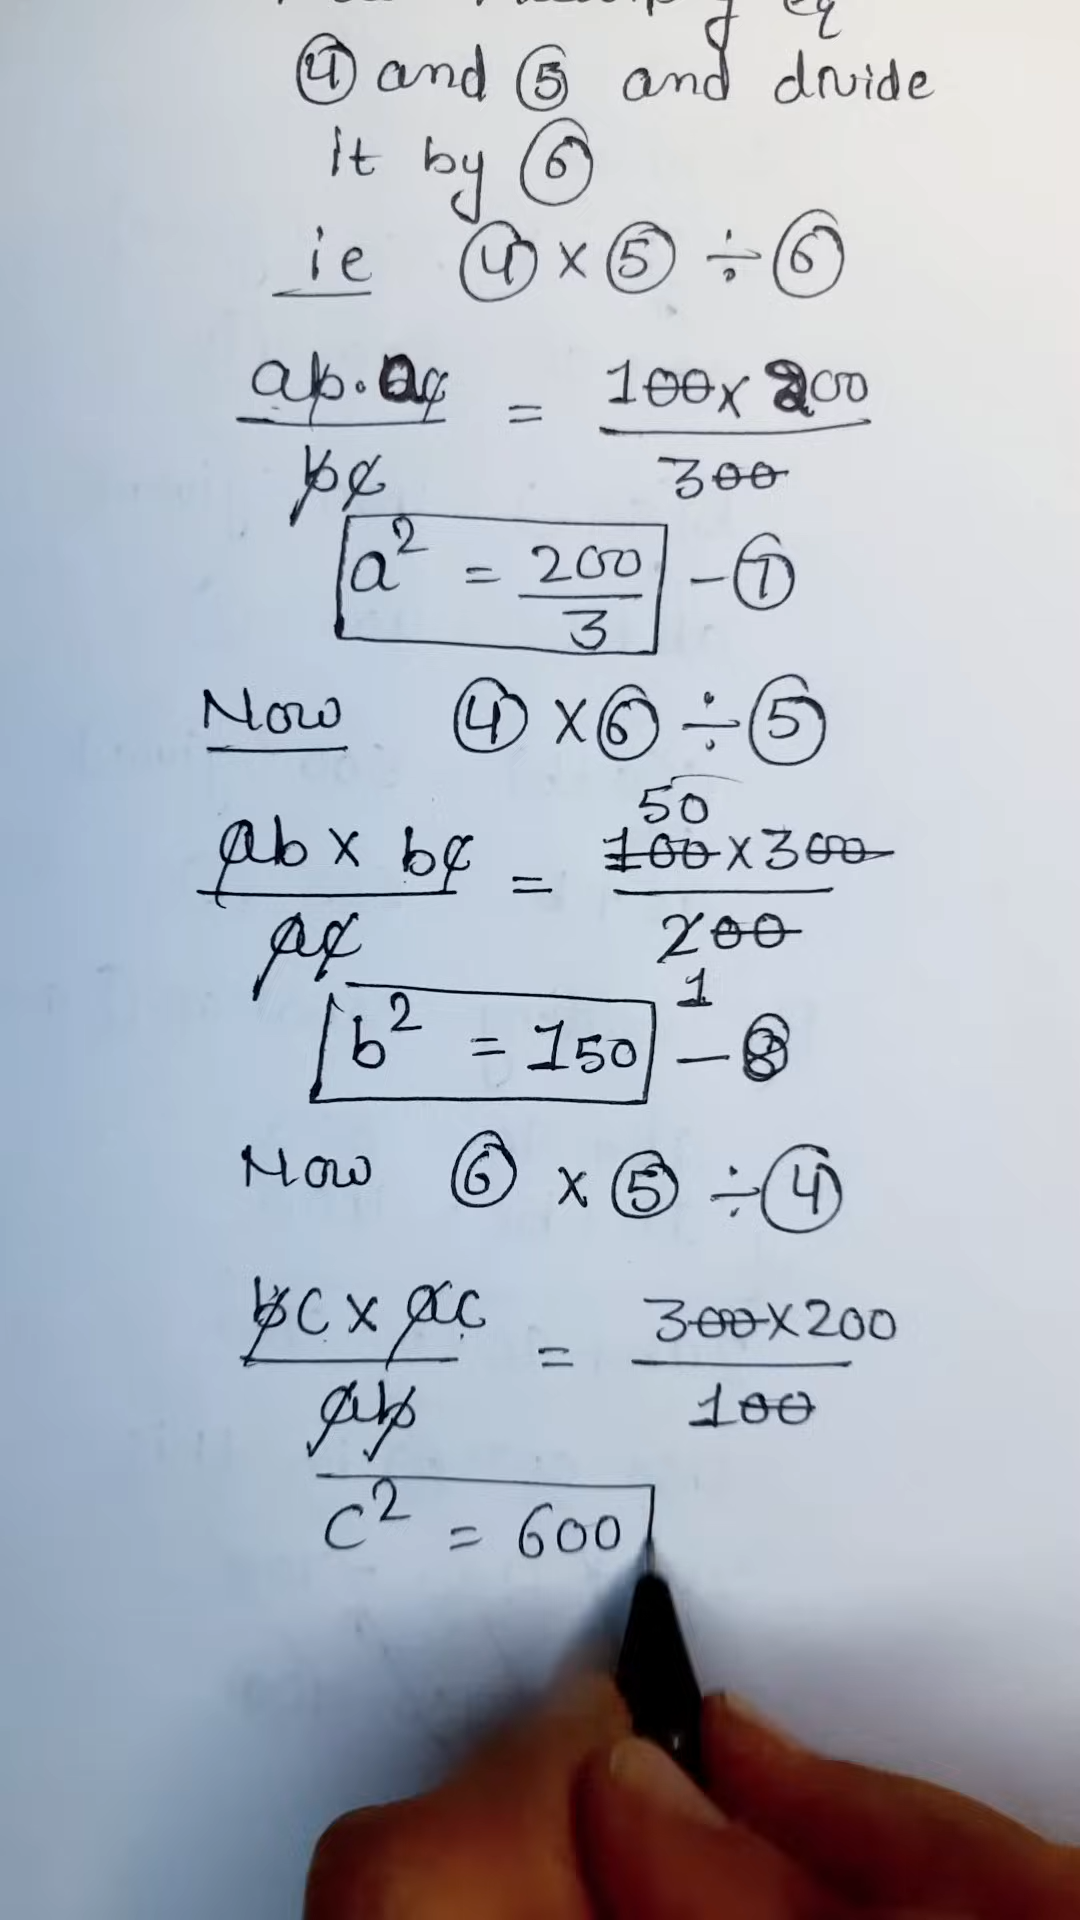 eq
④ and ⑤ and divide
it by ⑥
ie ④ × ⑤ ÷ ⑥
ab.ac = 100 x 200
bc 300
a² = 200/3 - ⑦
Now ④ × ⑥ ÷ ⑤
50
ab x bc = 100 x 300
ac 200
1
b² = 150 - ⑧
Now ⑥ × ⑤ ÷ ④
bc x ac = 300 x 200
ab 100
c² = 600